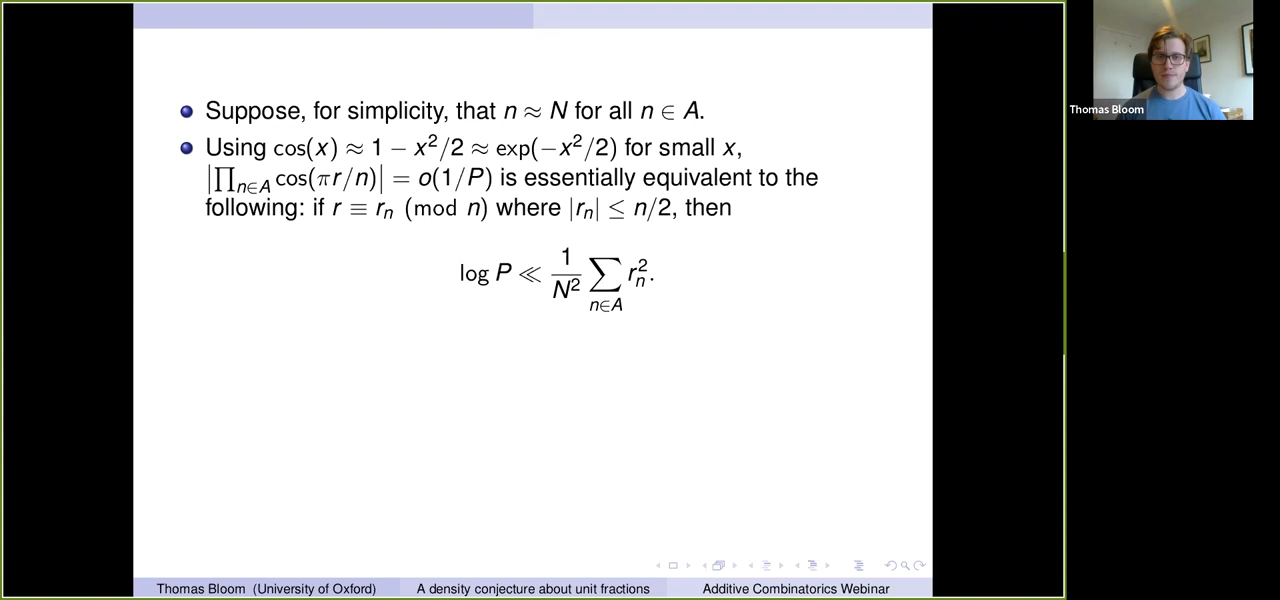 Suppose, for simplicity, that n ≈ N for all n ∈ A.
Using cos(x) ≈ 1 − x²/2 ≈ exp(−x²/2) for small x,
|∏_{n∈A} cos(πr/n)| = o(1/P) is essentially equivalent to the
following: if r ≡ r_n (mod n) where |r_n| ≤ n/2, then
log P ≪ 1/N² ∑_{n∈A} r_n².
Thomas Bloom
Thomas Bloom (University of Oxford)
A density conjecture about unit fractions
Additive Combinatorics Webinar